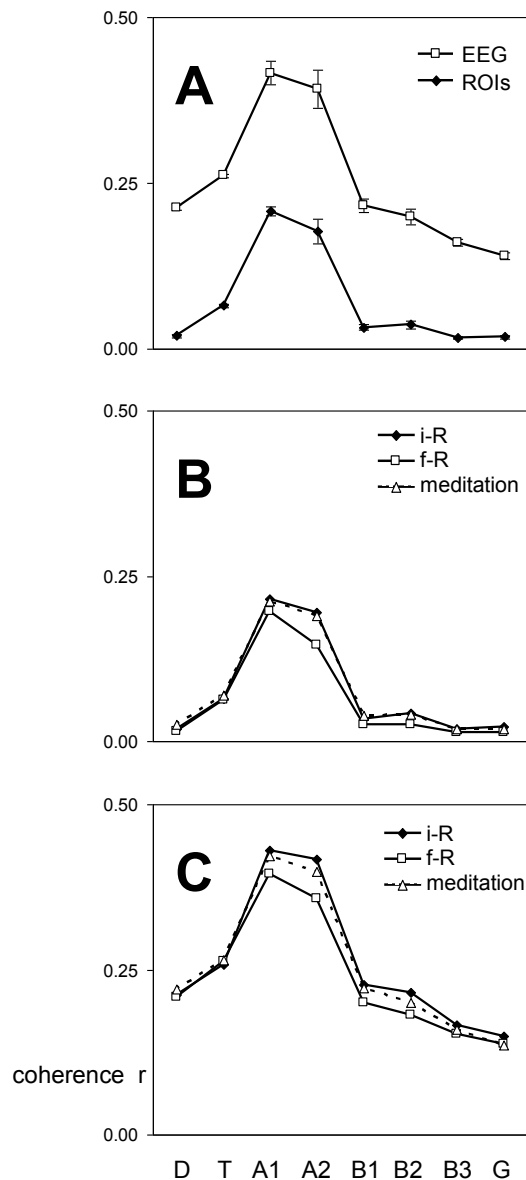 0.50
EEG
ROIs
A
0.25
0.00
0.50
i-R
f-R
meditation
B
0.25
0.00
0.50
i-R
f-R
meditation
C
0.25
coherence r
0.00
D T A1 A2 B1 B2 B3 G